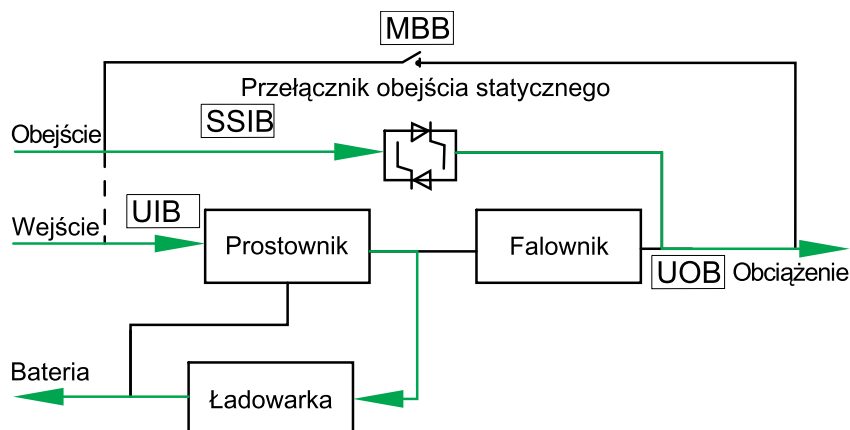 MBB
Przełącznik obejścia statycznego
SSIB
Obejście
UIB
Wejście
Prostownik
Falownik
UOB
Obciążenie
Bateria
Ładowarka